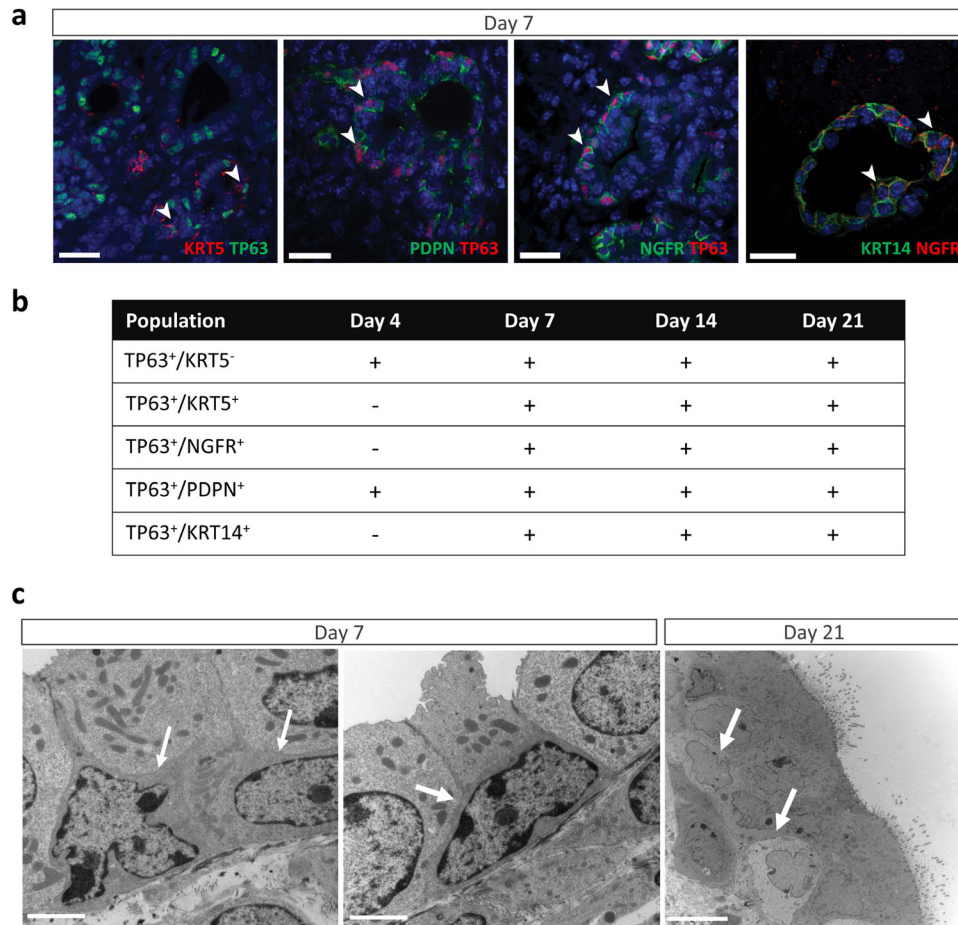 a
Day 7
KRT5 TP63
PDPN TP63
NGFR TP63
KRT14 NGFR
b
Population Day 4 Day 7 Day 14 Day 21
TP63⁺/KRT5⁻ + + + +
TP63⁺/KRT5⁺ - + + +
TP63⁺/NGFR⁺ - + + +
TP63⁺/PDPN⁺ + + + +
TP63⁺/KRT14⁺ - + + +
c
Day 7
Day 21